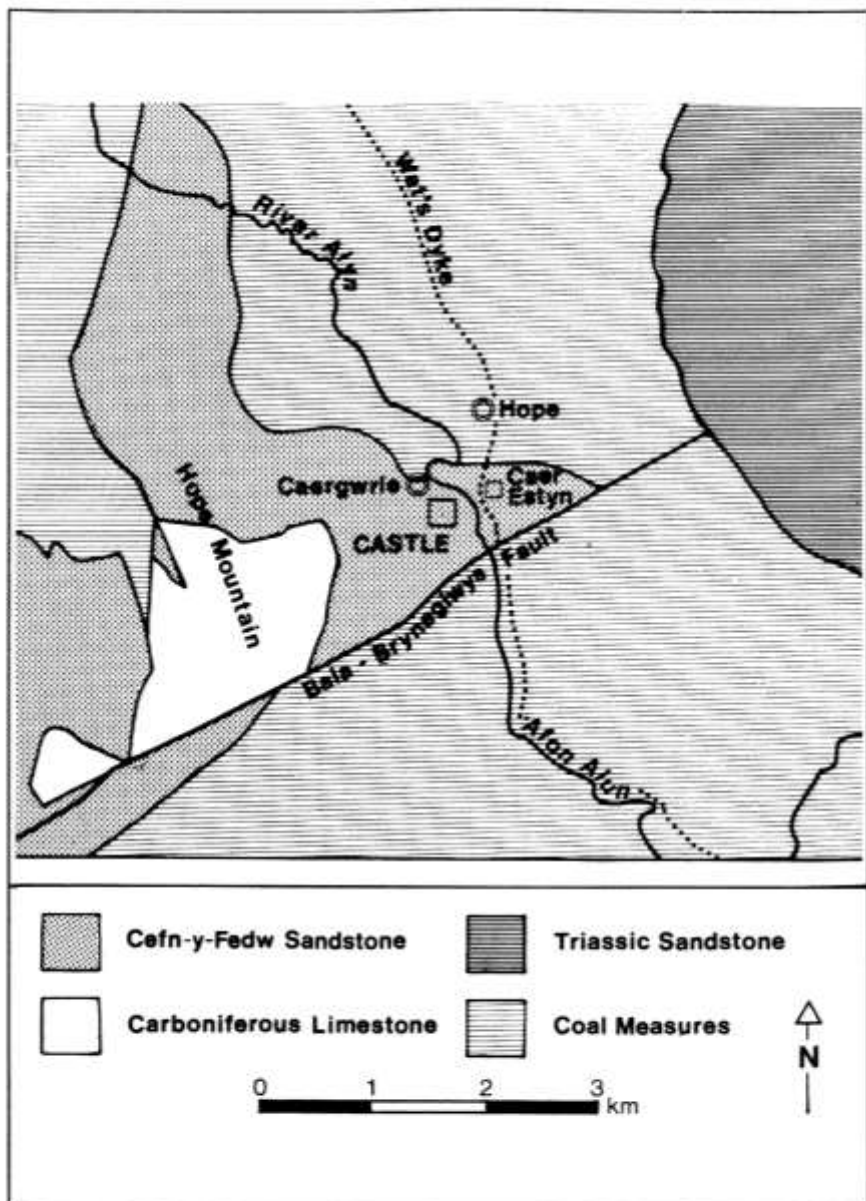 Wat's Dyke
River Alyn
Hope
Caergwrle
Caer
Estyn
CASTLE
Hope Mountain
Bala - Bryneglwys Fault
Afon Alun
Cefn-y-Fedw Sandstone
Triassic Sandstone
Carboniferous Limestone
Coal Measures
N
0 1 2 3
km